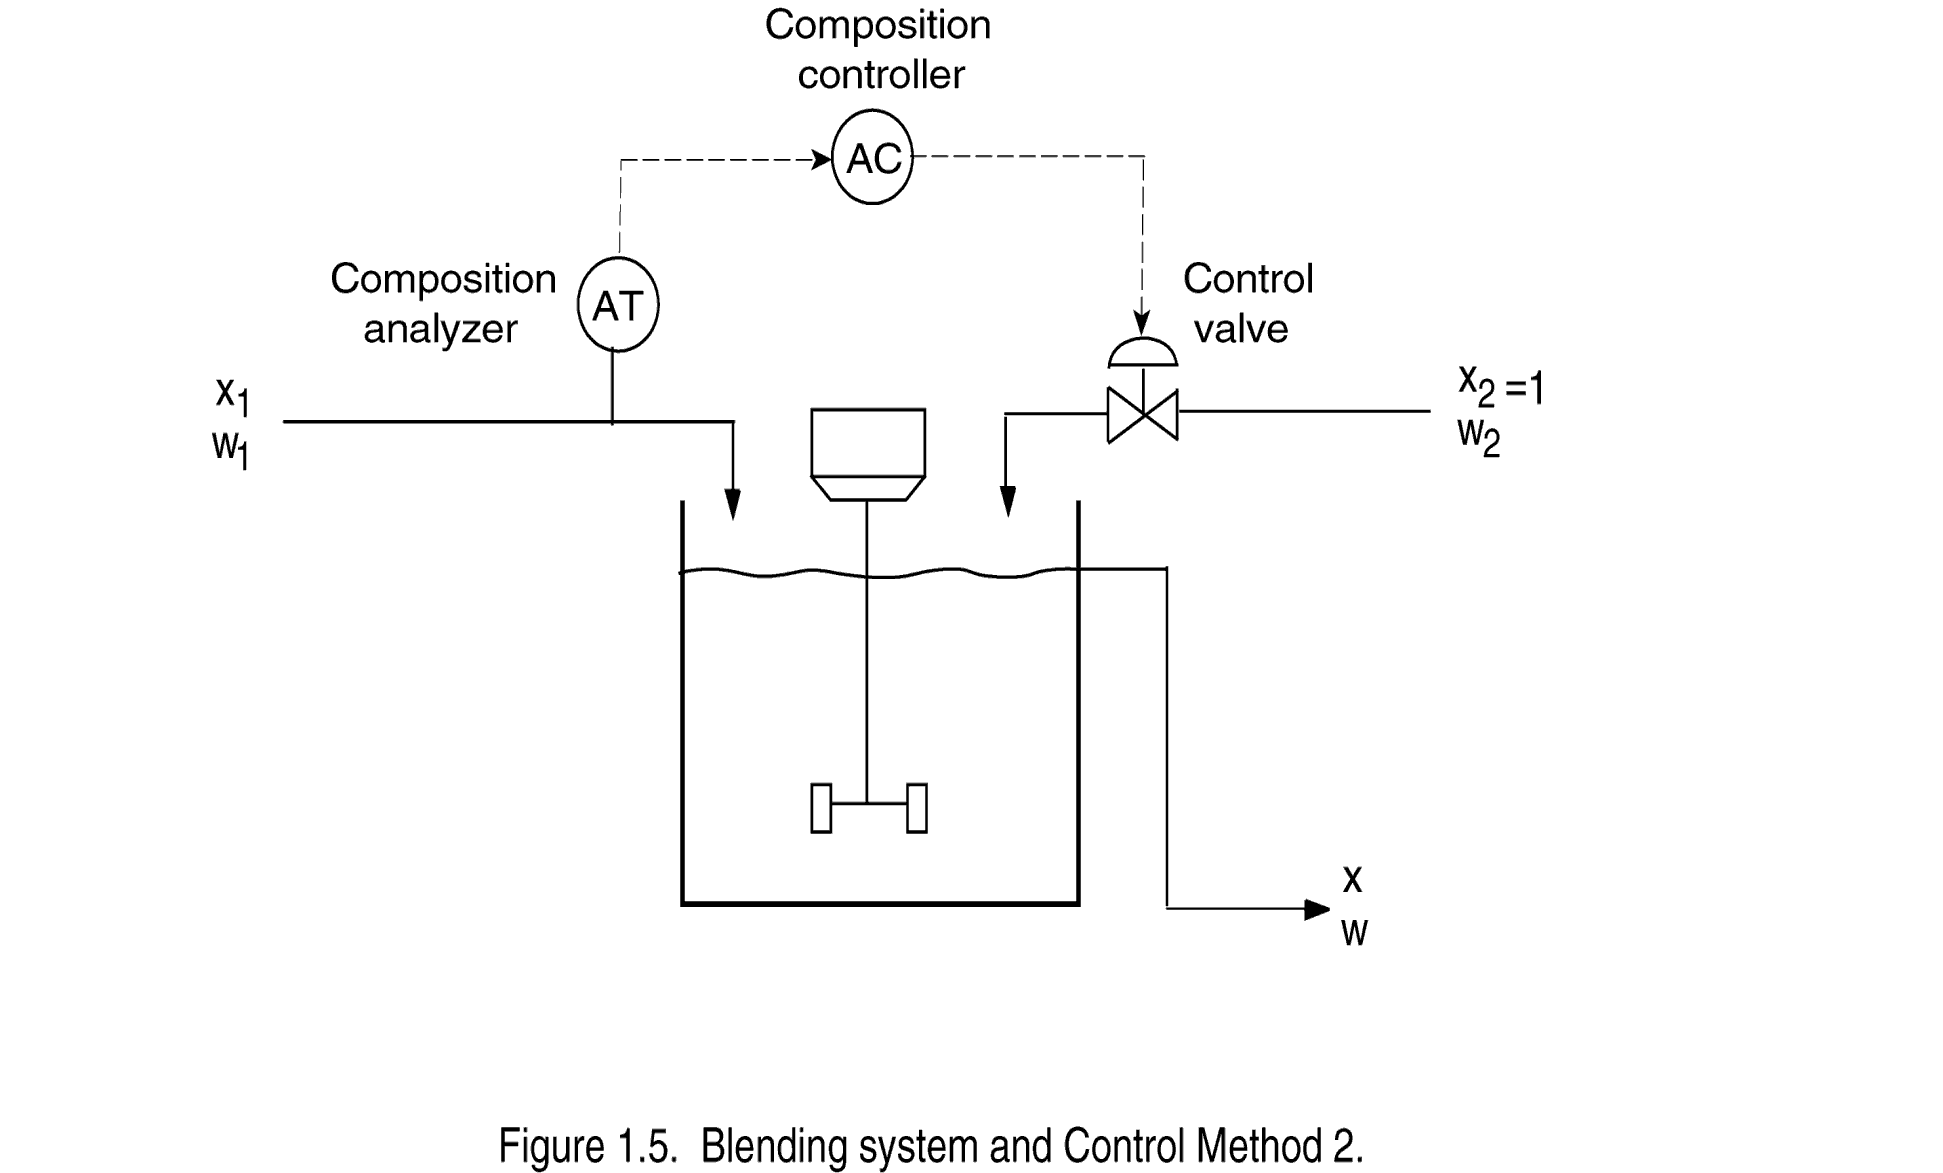 Composition
controller
AC
Composition
analyzer
AT
Control
valve
x1
w1
x2 =1
w2
x
w
Figure 1.5. Blending system and Control Method 2.